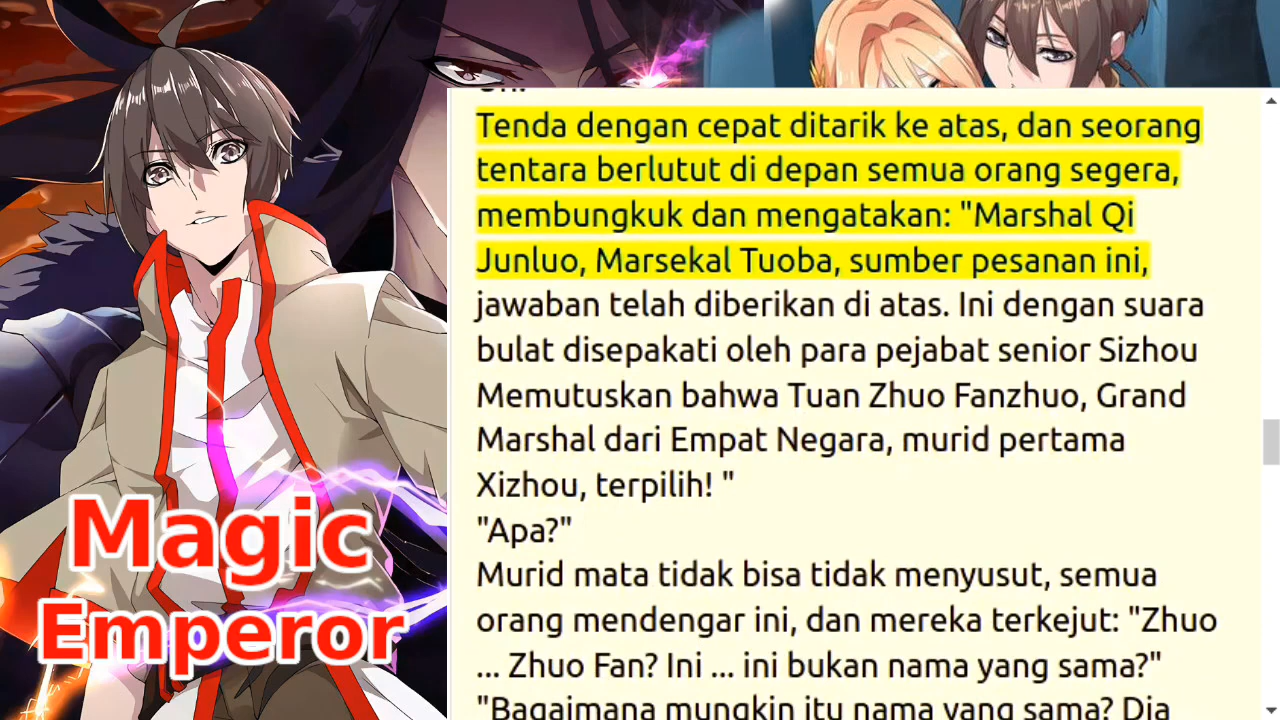 Magic
Emperor
Tenda dengan cepat ditarik ke atas, dan seorang
tentara berlutut di depan semua orang segera,
membungkuk dan mengatakan: "Marshal Qi
Junluo, Marsekal Tuoba, sumber pesanan ini,
jawaban telah diberikan di atas. Ini dengan suara
bulat disepakati oleh para pejabat senior Sizhou
Memutuskan bahwa Tuan Zhuo Fanzhuo, Grand
Marshal dari Empat Negara, murid pertama
Xizhou, terpilih! "
"Apa?"
Murid mata tidak bisa tidak menyusut, semua
orang mendengar ini, dan mereka terkejut: "Zhuo
... Zhuo Fan? Ini ... ini bukan nama yang sama?"
"Bagaimana mungkin itu nama yang sama? Dia